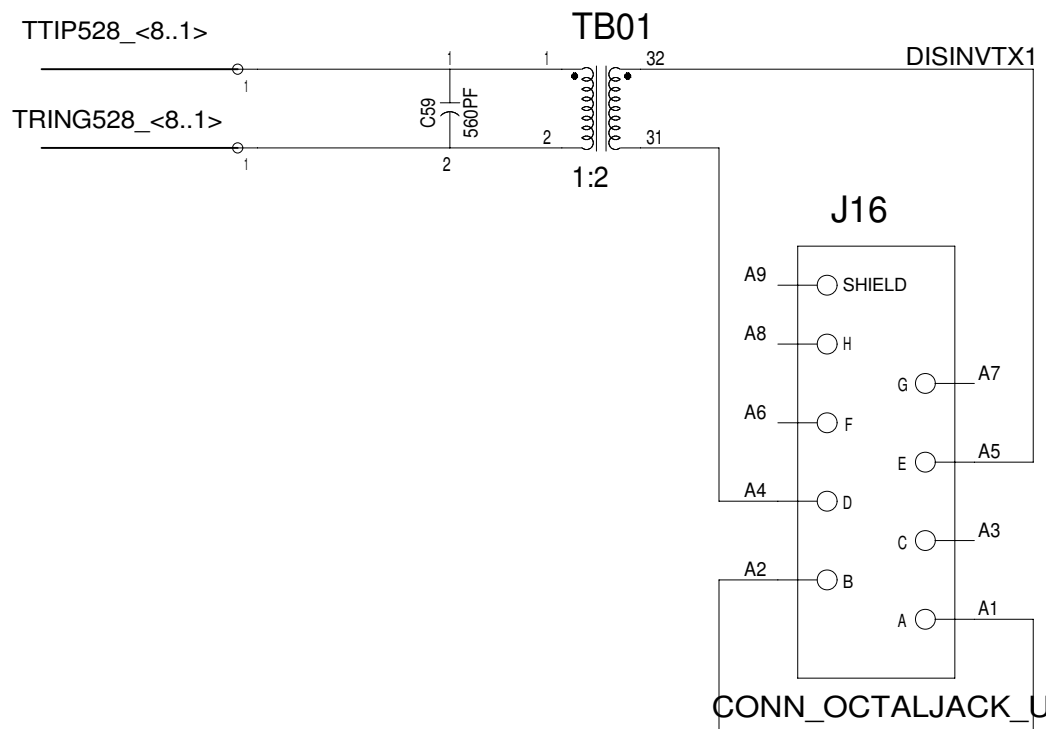 TB01
TTIP528_<8..1>
1 1 1 32 DISINVTX1
C59
560PF
TRING528_<8..1>
1 2 2 31
1:2
J16
A9 SHIELD
A8 H
G A7
A6 F
E A5
A4 D
C A3
A2 B
A A1
CONN_OCTALJACK_U